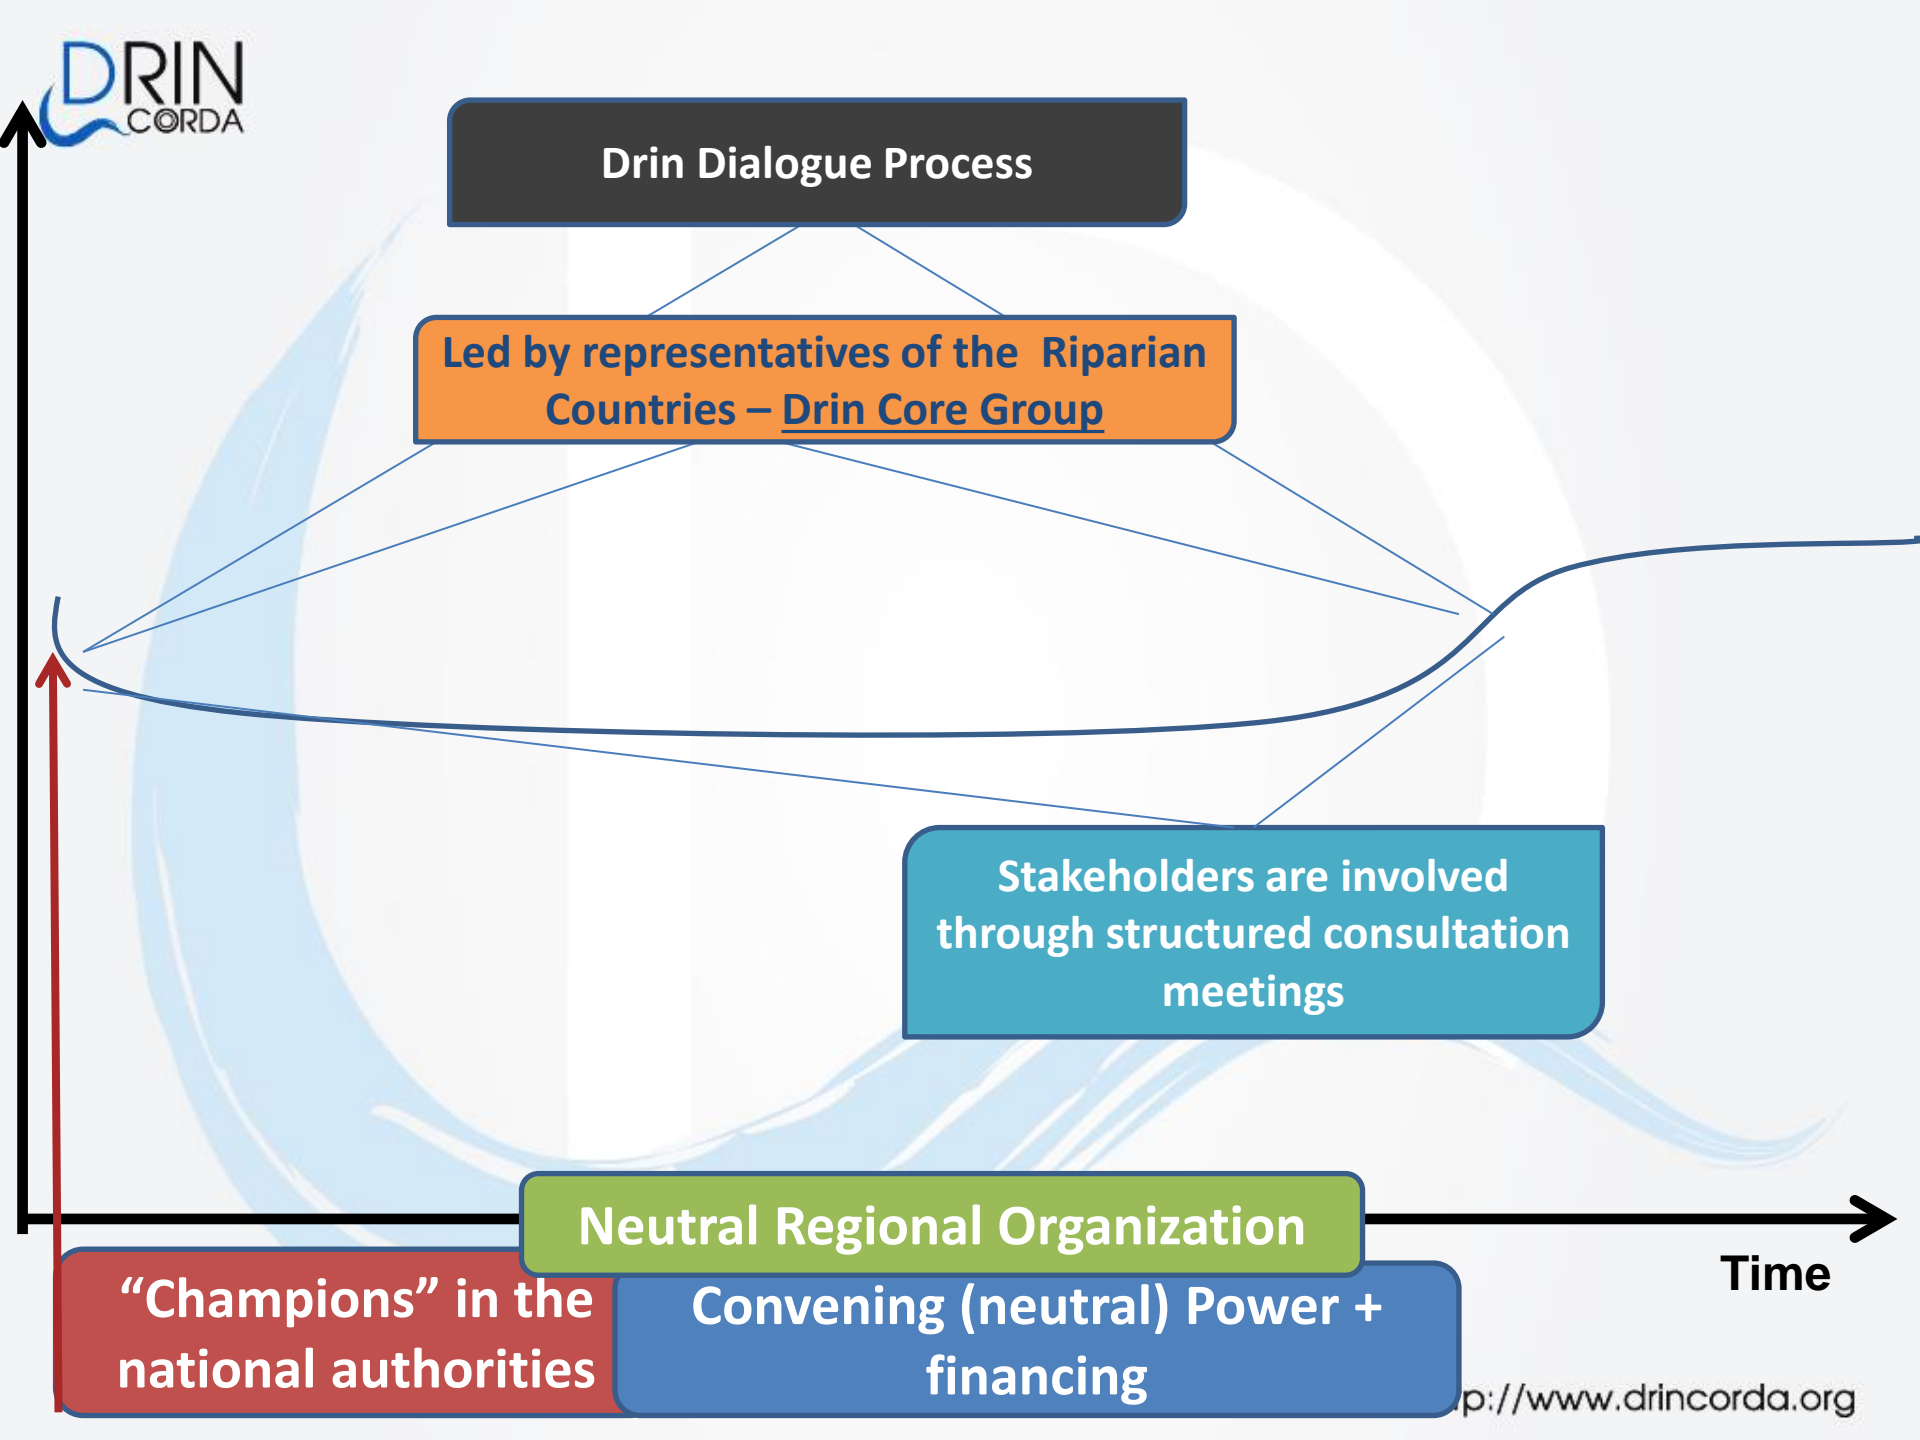 DRIN
CORDA
Drin Dialogue Process
Led by representatives of the Riparian
Countries – Drin Core Group
Stakeholders are involved
through structured consultation
meetings
Neutral Regional Organization
Time
“Champions” in the
national authorities
Convening (neutral) Power +
financing
p://www.drincorda.org